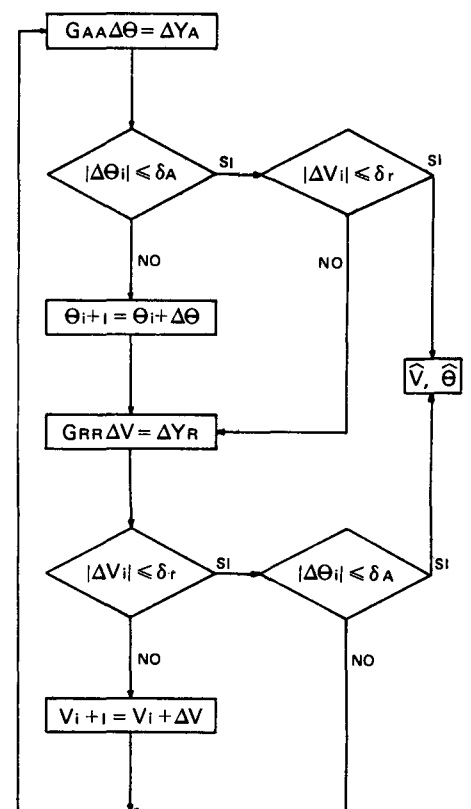 GAAΔΘ = ΔYA
|ΔΘi| ≤ δA
SI
|ΔVi| ≤ δr
SI
NO
NO
Θi+1 = Θi + ΔΘ
V̂, Θ̂
GRRΔV = ΔYR
|ΔVi| ≤ δr
SI
|ΔΘi| ≤ δA
SI
NO
NO
Vi+1 = Vi + ΔV